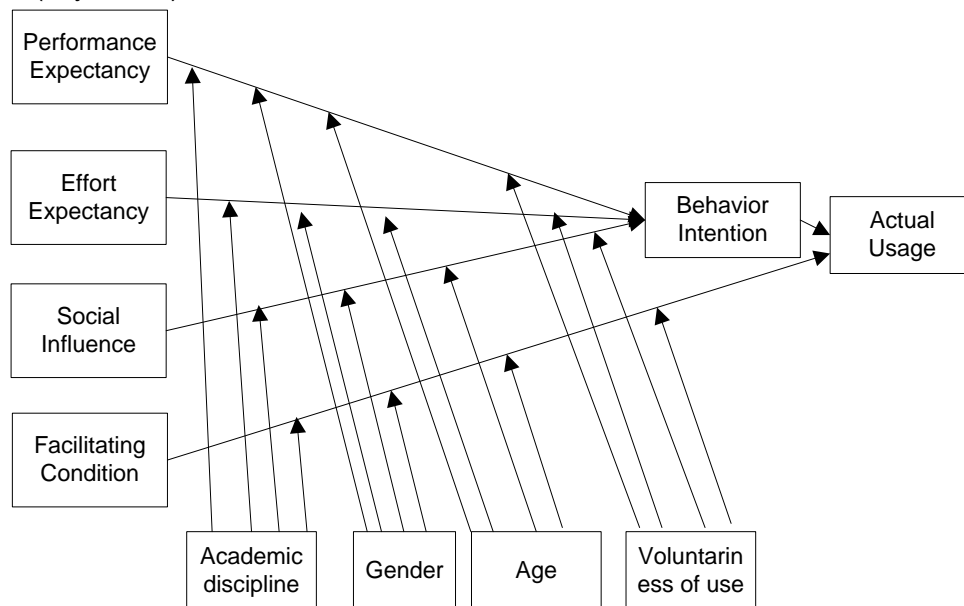 Performance
Expectancy
Effort
Expectancy
Behavior
Intention
Actual
Usage
Social
Influence
Facilitating
Condition
Academic
discipline
Gender
Age
Voluntarin
ess of use